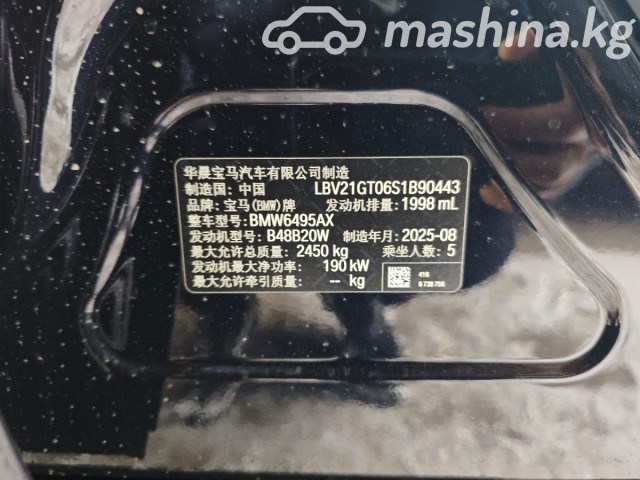 mashina.kg
华晨宝马汽车有限公司制造
制造国：中国 LBV21GT06S1B90443
品牌：宝马(BMW)牌 发动机排量：1998 mL
整车型号：BMW6495AX
发动机型号：B48B20W 制造年月：2025-08
最大允许总质量：2450 kg 乘坐人数：5
发动机最大净功率：190 kW
最大允许牵引质量：-- kg
416